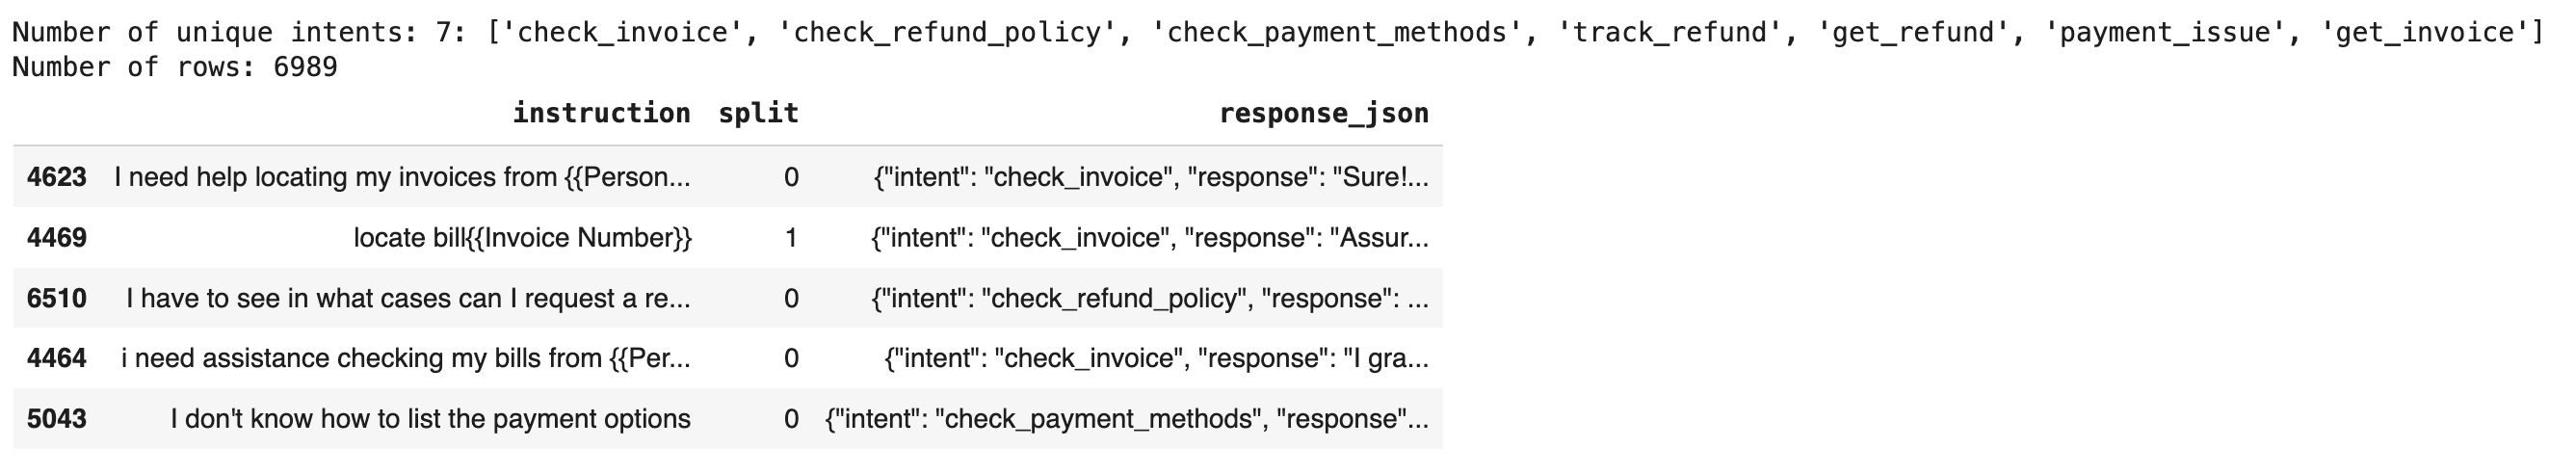 Number of unique intents: 7: ['check_invoice', 'check_refund_policy', 'check_payment_methods', 'track_refund', 'get_refund', 'payment_issue', 'get_invoice']
Number of rows: 6989
instruction split response_json
4623 I need help locating my invoices from {{Person... 0 {"intent": "check_invoice", "response": "Sure!...
4469 locate bill{{Invoice Number}} 1 {"intent": "check_invoice", "response": "Assur...
6510 I have to see in what cases can I request a re... 0 {"intent": "check_refund_policy", "response": ...
4464 i need assistance checking my bills from {{Per... 0 {"intent": "check_invoice", "response": "I gra...
5043 I don't know how to list the payment options 0 {"intent": "check_payment_methods", "response"...